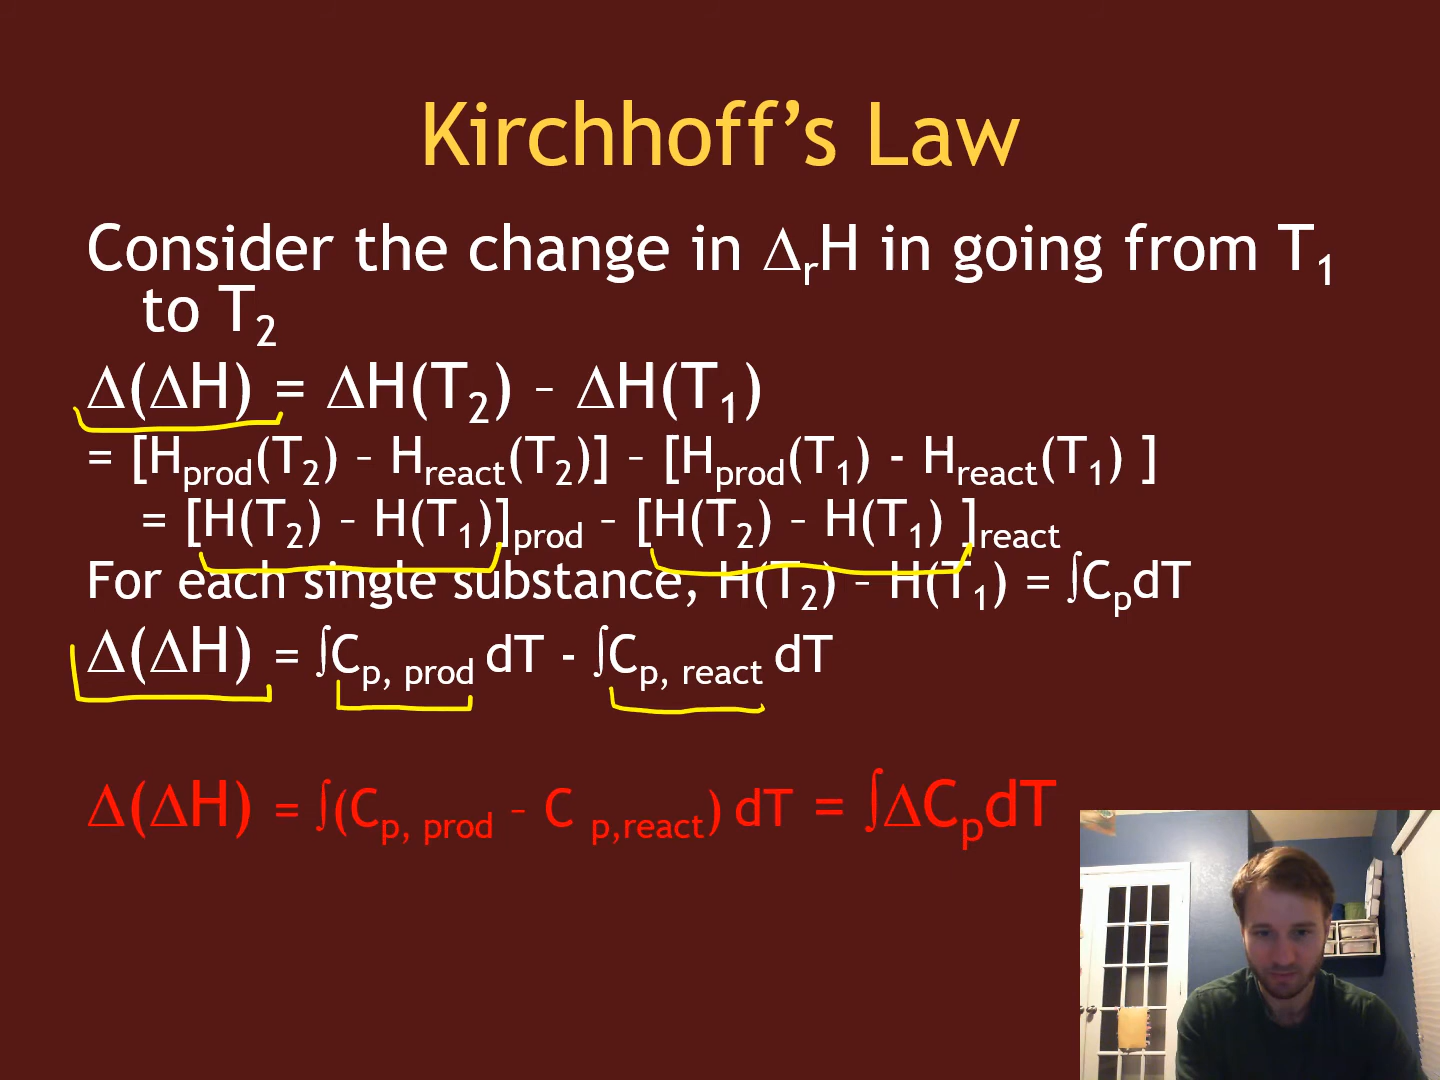 Kirchhoff’s Law
Consider the change in ΔrH in going from T1
to T2
Δ(ΔH) = ΔH(T2) – ΔH(T1)
= [Hprod(T2) – Hreact(T2)] – [Hprod(T1) - Hreact(T1) ]
= [H(T2) – H(T1)]prod – [H(T2) – H(T1) ]react
For each single substance, H(T2) – H(T1) = ∫CpdT
Δ(ΔH) = ∫Cp, prod dT - ∫Cp, react dT
Δ(ΔH) = ∫(Cp, prod – C p,react) dT = ∫ΔCpdT